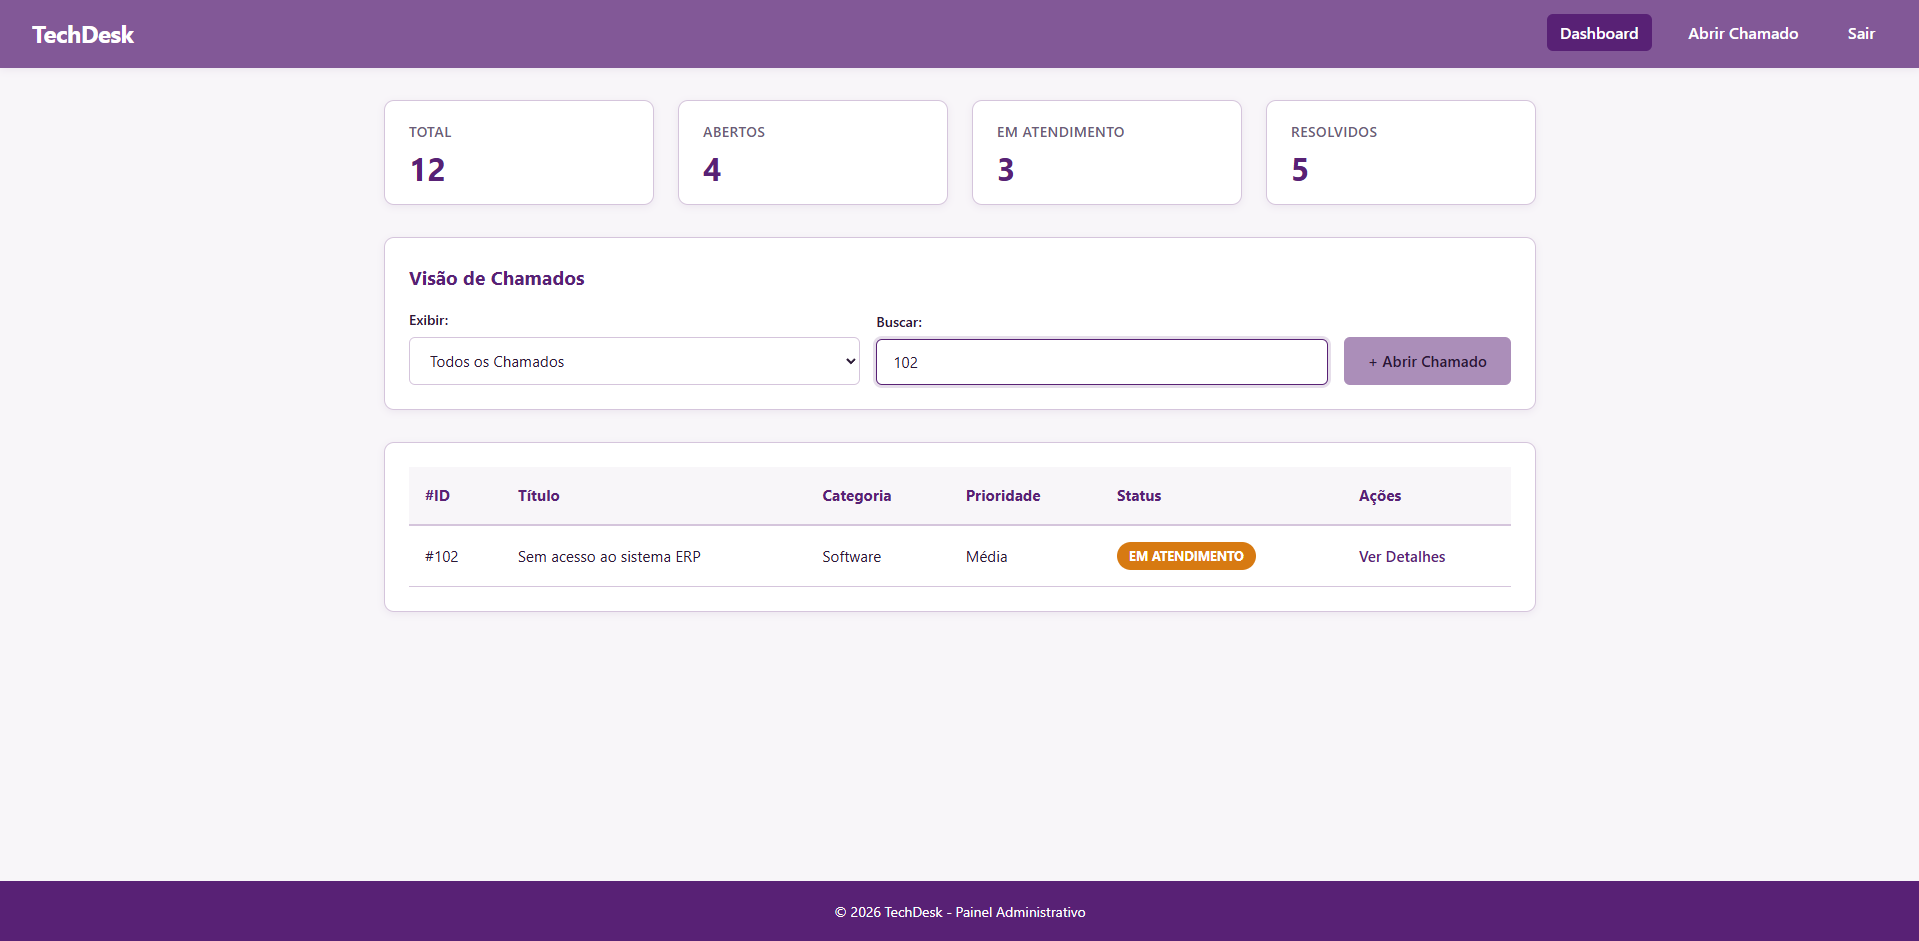 TechDesk
Dashboard
Abrir Chamado
Sair
TOTAL
12
ABERTOS
4
EM ATENDIMENTO
3
RESOLVIDOS
5
Visão de Chamados
Exibir:
Todos os Chamados
Buscar:
102
+ Abrir Chamado
#ID Título Categoria Prioridade Status Ações
#102 Sem acesso ao sistema ERP Software Média EM ATENDIMENTO Ver Detalhes
© 2026 TechDesk - Painel Administrativo